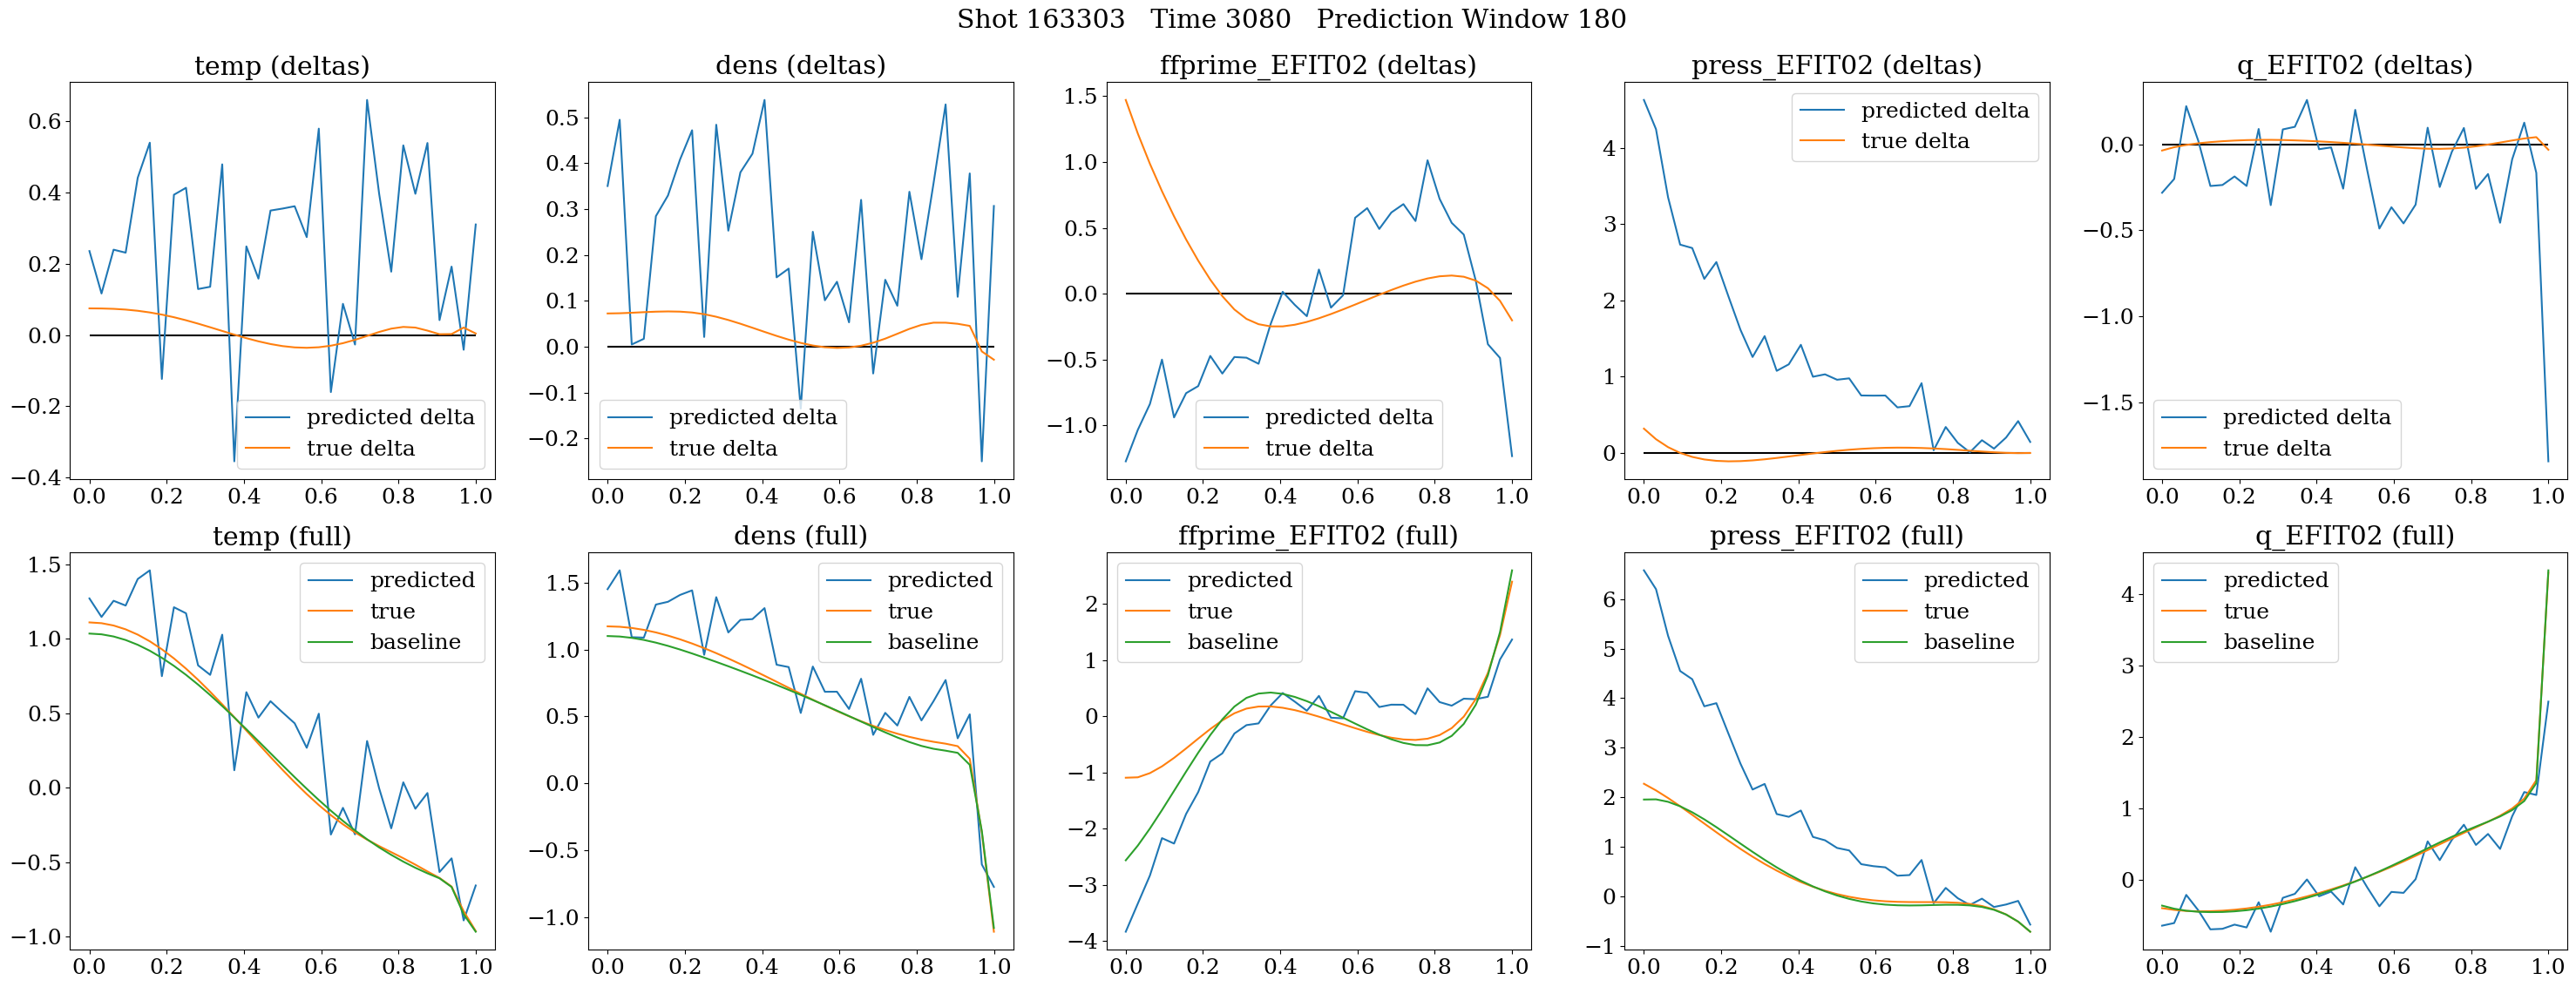 Shot 163303   Time 3080   Prediction Window 180
temp (deltas)
0.6
0.4
0.2
0.0
−0.2
−0.4
0.0 0.2 0.4 0.6 0.8 1.0
predicted delta
true delta
dens (deltas)
0.5
0.4
0.3
0.2
0.1
0.0
−0.1
−0.2
0.0 0.2 0.4 0.6 0.8 1.0
predicted delta
true delta
ffprime_EFIT02 (deltas)
1.5
1.0
0.5
0.0
−0.5
−1.0
0.0 0.2 0.4 0.6 0.8 1.0
predicted delta
true delta
press_EFIT02 (deltas)
4
3
2
1
0
0.0 0.2 0.4 0.6 0.8 1.0
predicted delta
true delta
q_EFIT02 (deltas)
0.0
−0.5
−1.0
−1.5
0.0 0.2 0.4 0.6 0.8 1.0
predicted delta
true delta
temp (full)
1.5
1.0
0.5
0.0
−0.5
−1.0
0.0 0.2 0.4 0.6 0.8 1.0
predicted
true
baseline
dens (full)
1.5
1.0
0.5
0.0
−0.5
−1.0
0.0 0.2 0.4 0.6 0.8 1.0
predicted
true
baseline
ffprime_EFIT02 (full)
2
1
0
−1
−2
−3
−4
0.0 0.2 0.4 0.6 0.8 1.0
predicted
true
baseline
press_EFIT02 (full)
6
5
4
3
2
1
0
−1
0.0 0.2 0.4 0.6 0.8 1.0
predicted
true
baseline
q_EFIT02 (full)
4
3
2
1
0
0.0 0.2 0.4 0.6 0.8 1.0
predicted
true
baseline